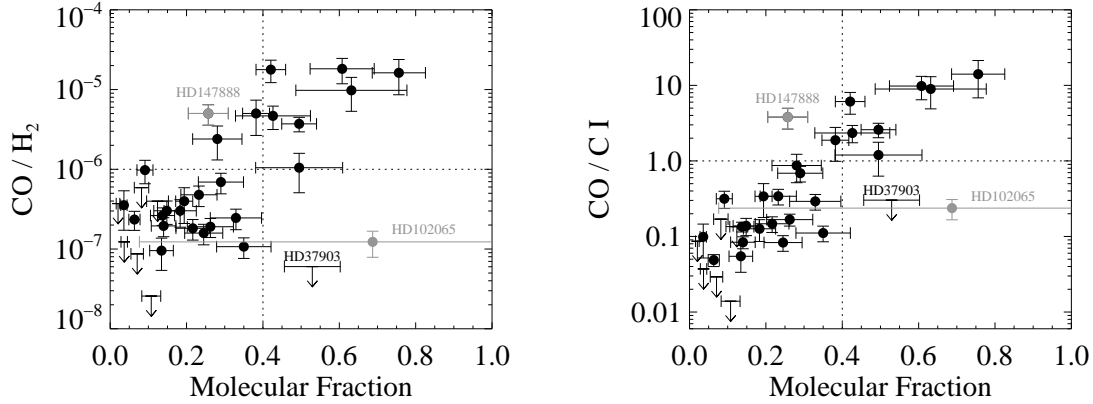 10⁻⁴
10⁻⁵
10⁻⁶
10⁻⁷
10⁻⁸
CO / H₂
HD147888
HD102065
HD37903
0.0 0.2 0.4 0.6 0.8 1.0
Molecular Fraction
100
10
1.0
0.1
0.01
CO / C I
HD147888
HD37903
HD102065
0.0 0.2 0.4 0.6 0.8 1.0
Molecular Fraction